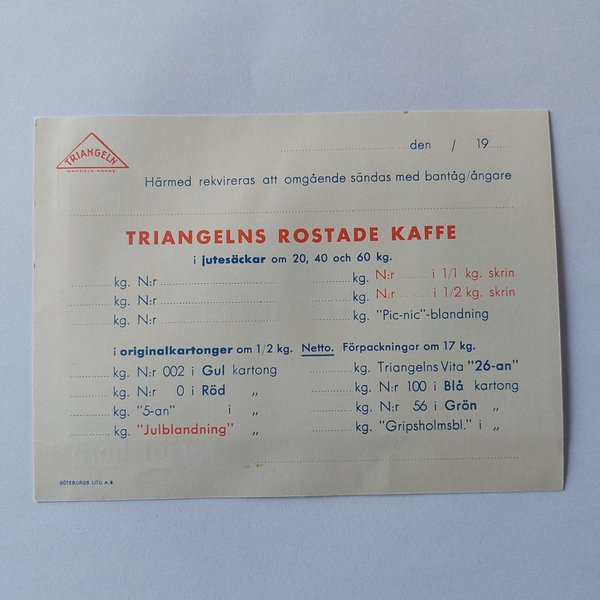 TRIANGELN
HANDELS-MÄRKE
den / 19
Härmed rekvireras att omgående sändas med bantåg/ångare
TRIANGELNS ROSTADE KAFFE
i jutesäckar om 20, 40 och 60 kg.
kg. N:r kg. N:r i 1/1 kg. skrin
kg. N:r kg. N:r i 1/2 kg. skrin
kg. N:r kg. "Pic-nic"-blandning
i originalkartonger om 1/2 kg. Netto. Förpackningar om 17 kg.
kg. N:r 002 i Gul kartong kg. Triangelns Vita "26-an"
kg. N:r 0 i Röd „ kg. N:r 100 i Blå kartong
kg. "5-an" i „ kg. N:r 56 i Grön „
kg. "Julblandning" „ kg. "Gripsholmsbl." i „
GÖTEBORGS LITO A. B.